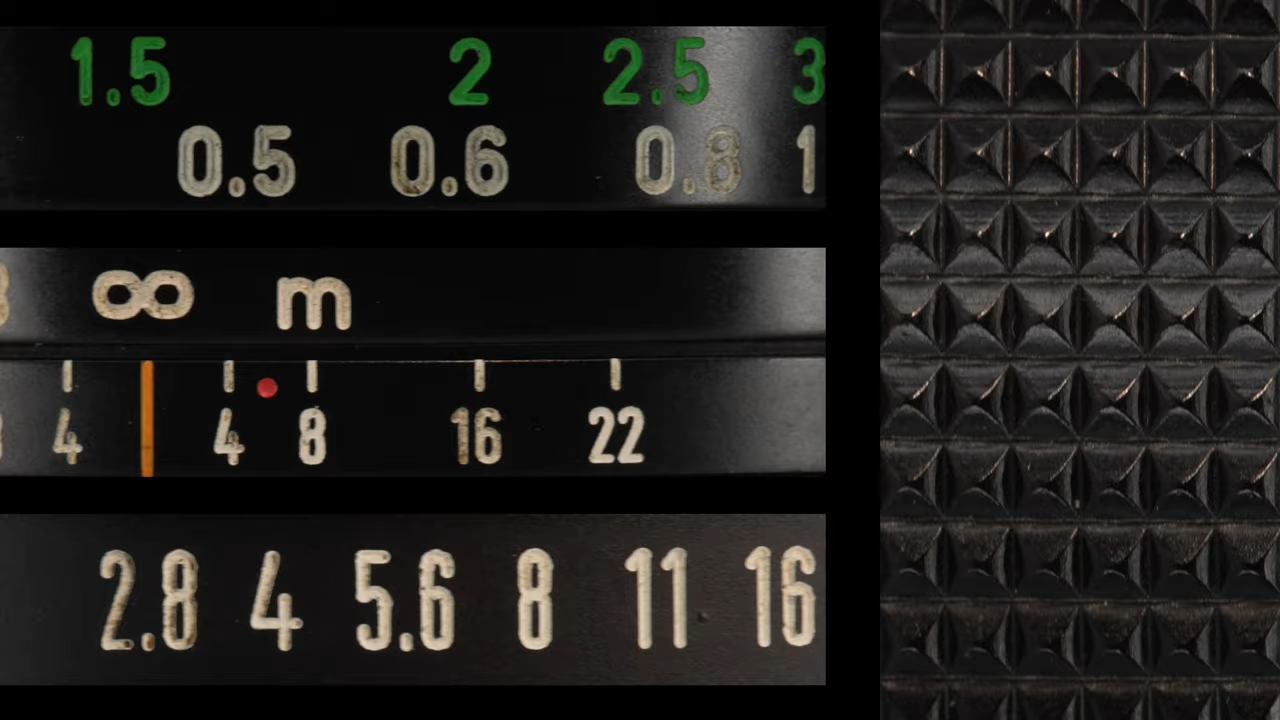 1.5 2 2.5 3
0.5 0.6 0.8 1
∞ m
4 4 8 16 22
2.8 4 5.6 8 11 16